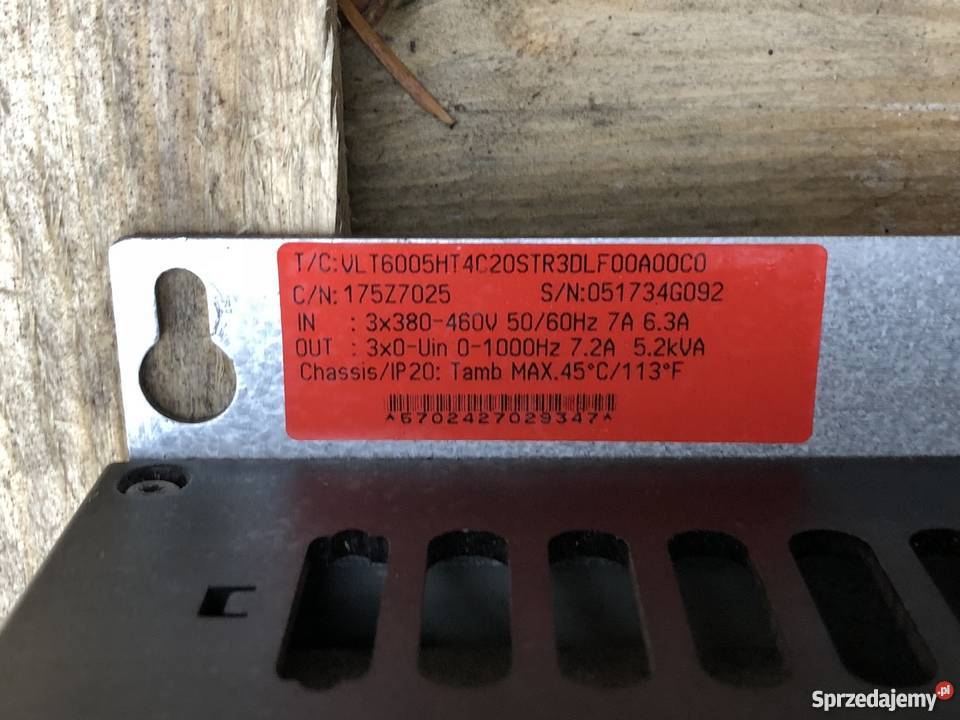 T/C:VLT6005HT4C20STR3DLF00A00C0
C/N:175Z7025 S/N:051734G092
IN : 3x380-460V 50/60Hz 7A 6.3A
OUT : 3x0-Uin 0-1000Hz 7.2A 5.2kVA
Chassis/IP20: Tamb MAX.45°C/113°F
*5702427029347*
Sprzedajemy.pl